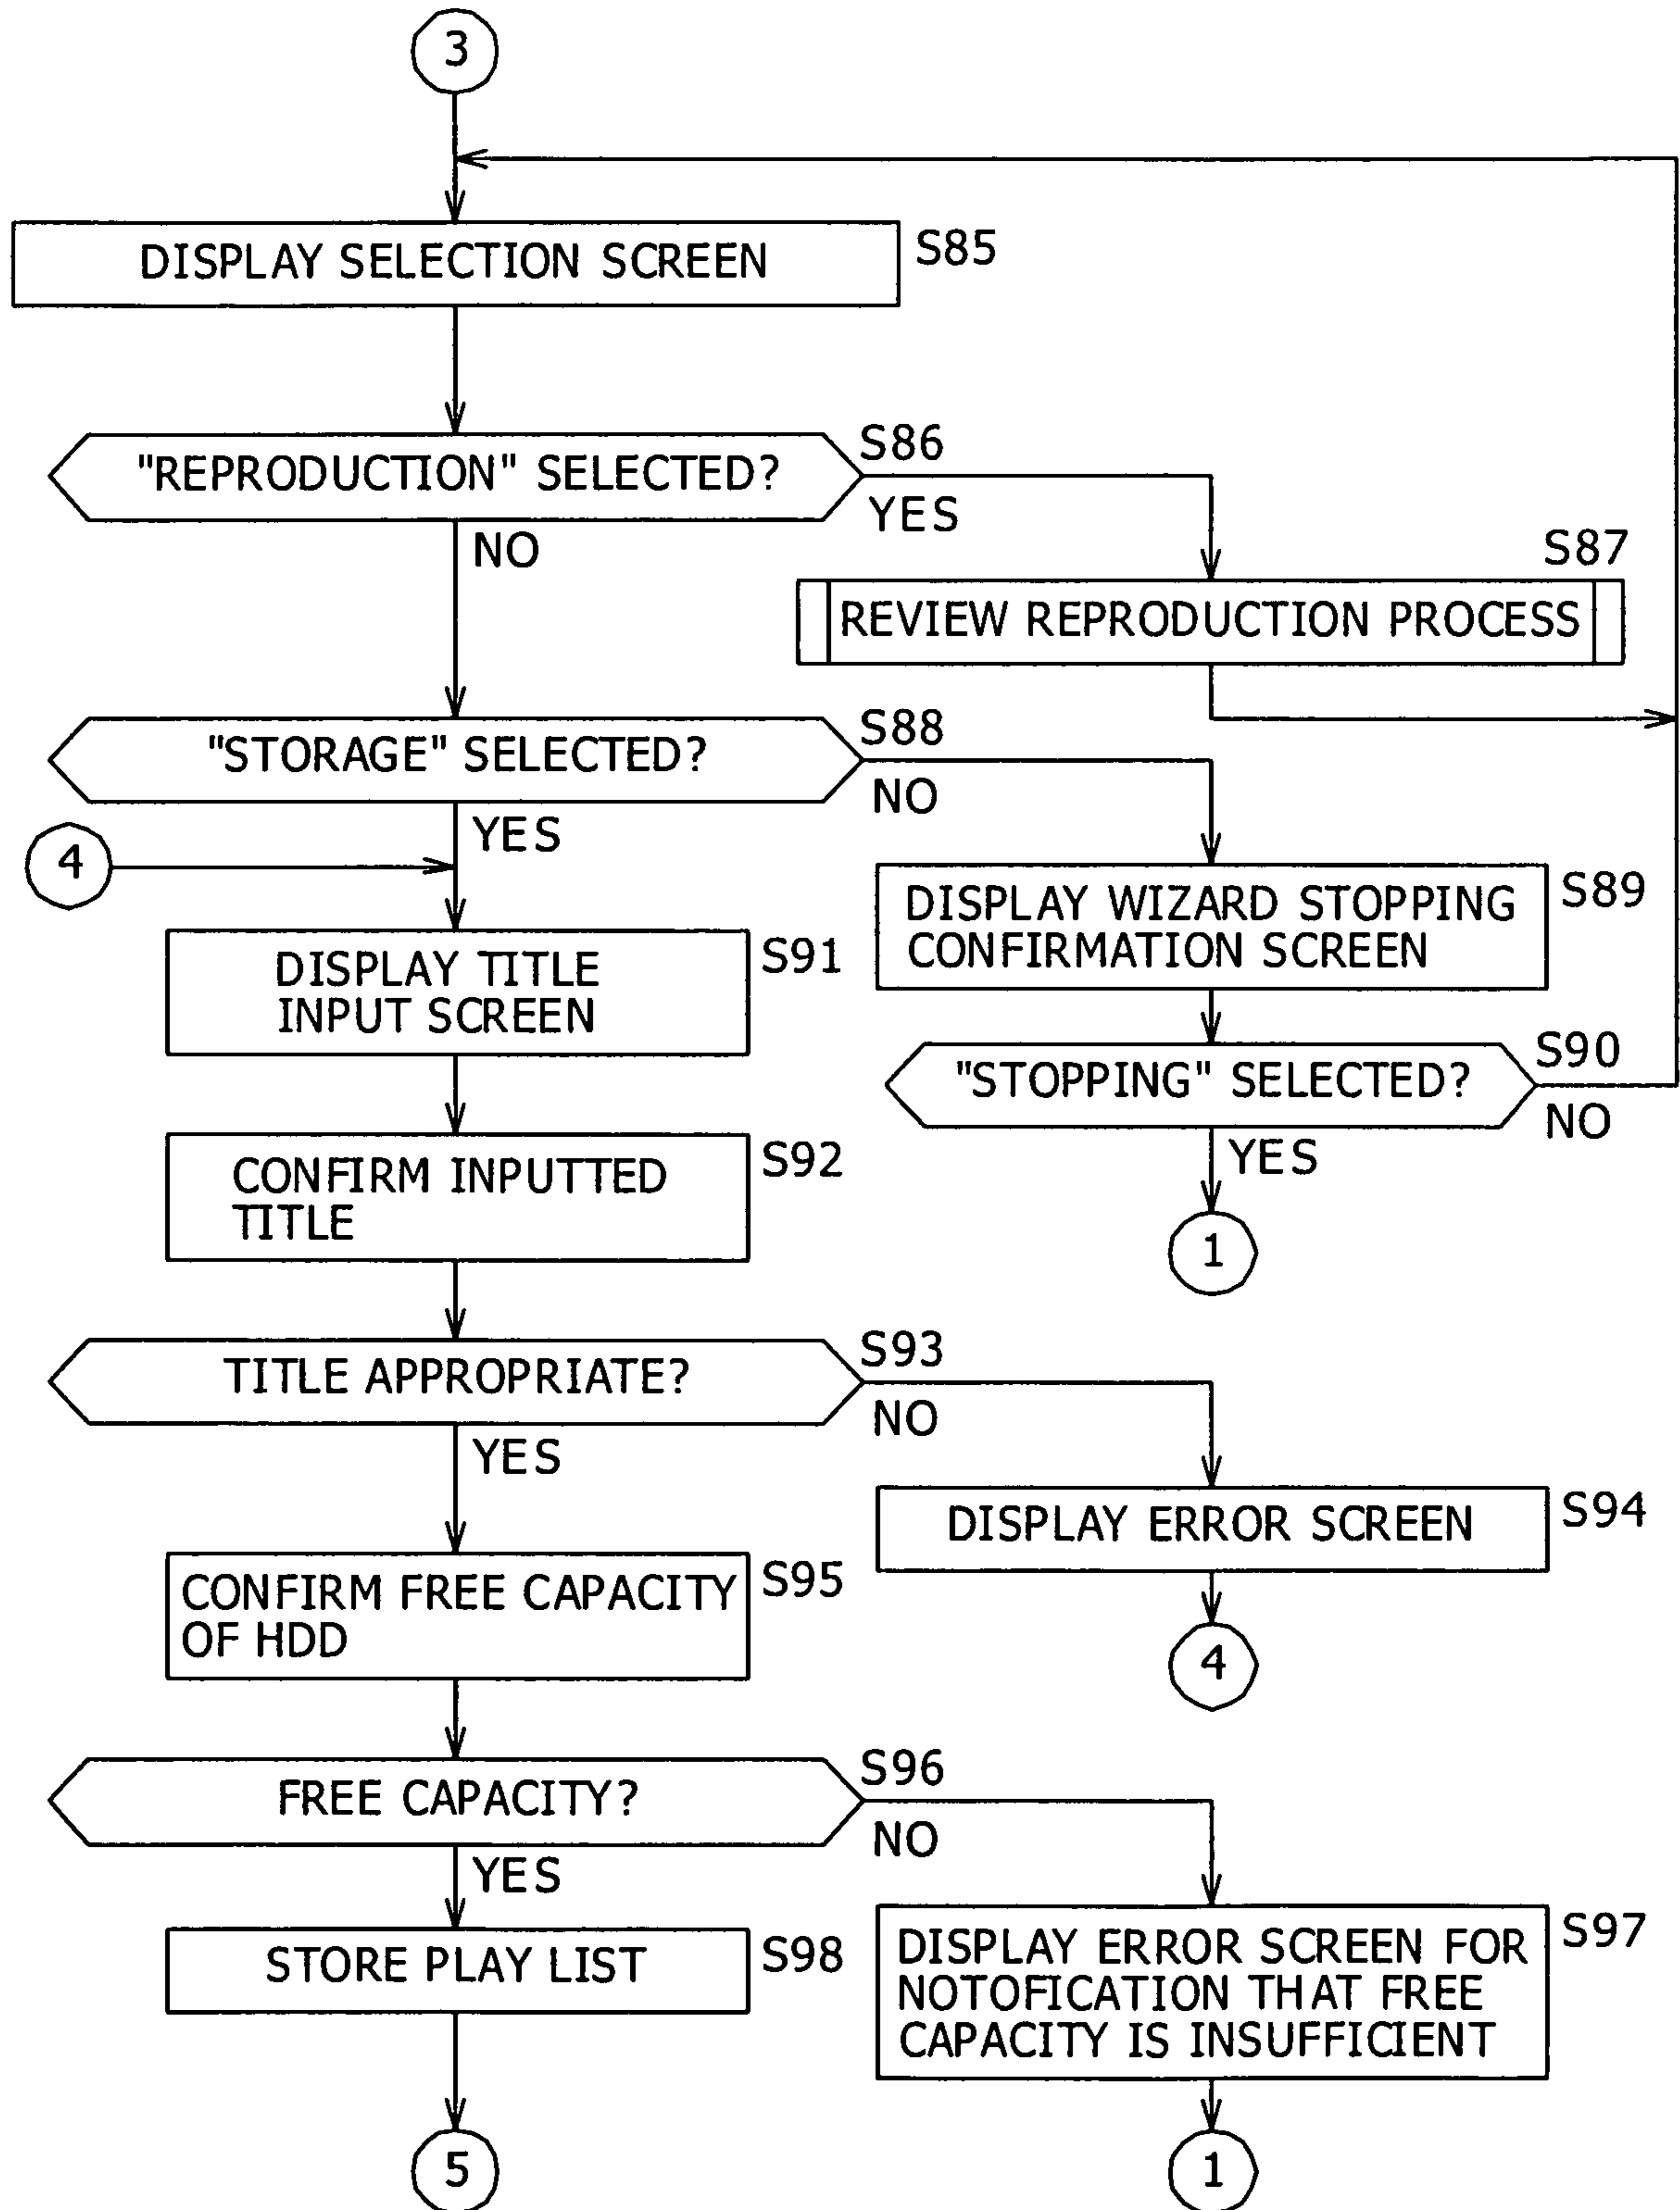 3
DISPLAY SELECTION SCREEN
S85
"REPRODUCTION" SELECTED?
S86
YES
NO
S87
REVIEW REPRODUCTION PROCESS
"STORAGE" SELECTED?
S88
NO
YES
4
DISPLAY WIZARD STOPPING
CONFIRMATION SCREEN
S89
DISPLAY TITLE
INPUT SCREEN
S91
"STOPPING" SELECTED?
S90
NO
YES
1
CONFIRM INPUTTED
TITLE
S92
TITLE APPROPRIATE?
S93
NO
YES
DISPLAY ERROR SCREEN
S94
4
CONFIRM FREE CAPACITY
OF HDD
S95
FREE CAPACITY?
S96
NO
YES
STORE PLAY LIST
S98
DISPLAY ERROR SCREEN FOR
NOTOFICATION THAT FREE
CAPACITY IS INSUFFICIENT
S97
5
1